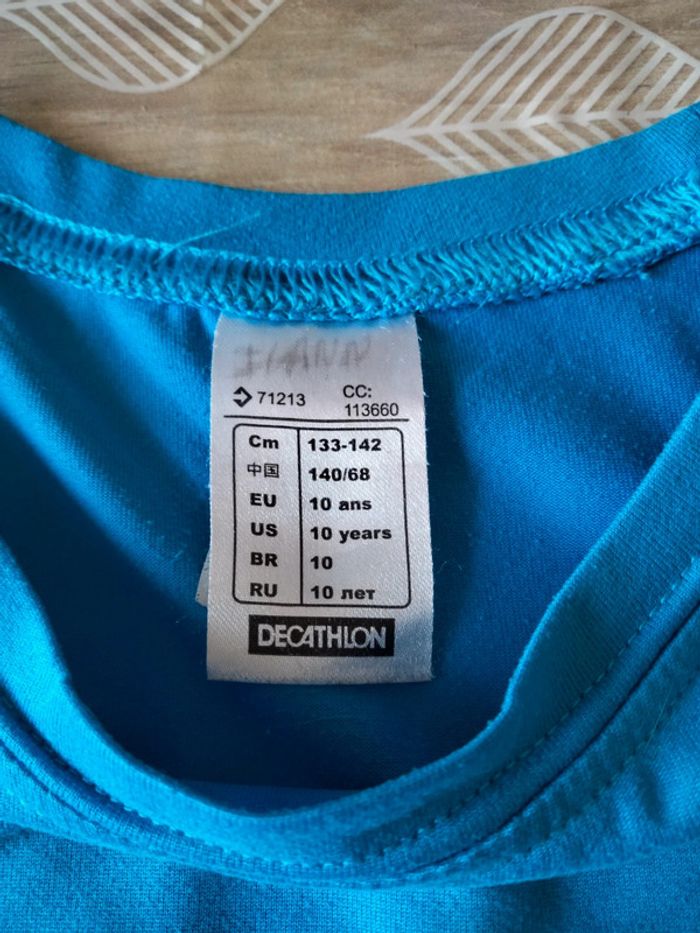 71213 CC:
113660
Cm 133-142
中国 140/68
EU 10 ans
US 10 years
BR 10
RU 10 лет
DECATHLON